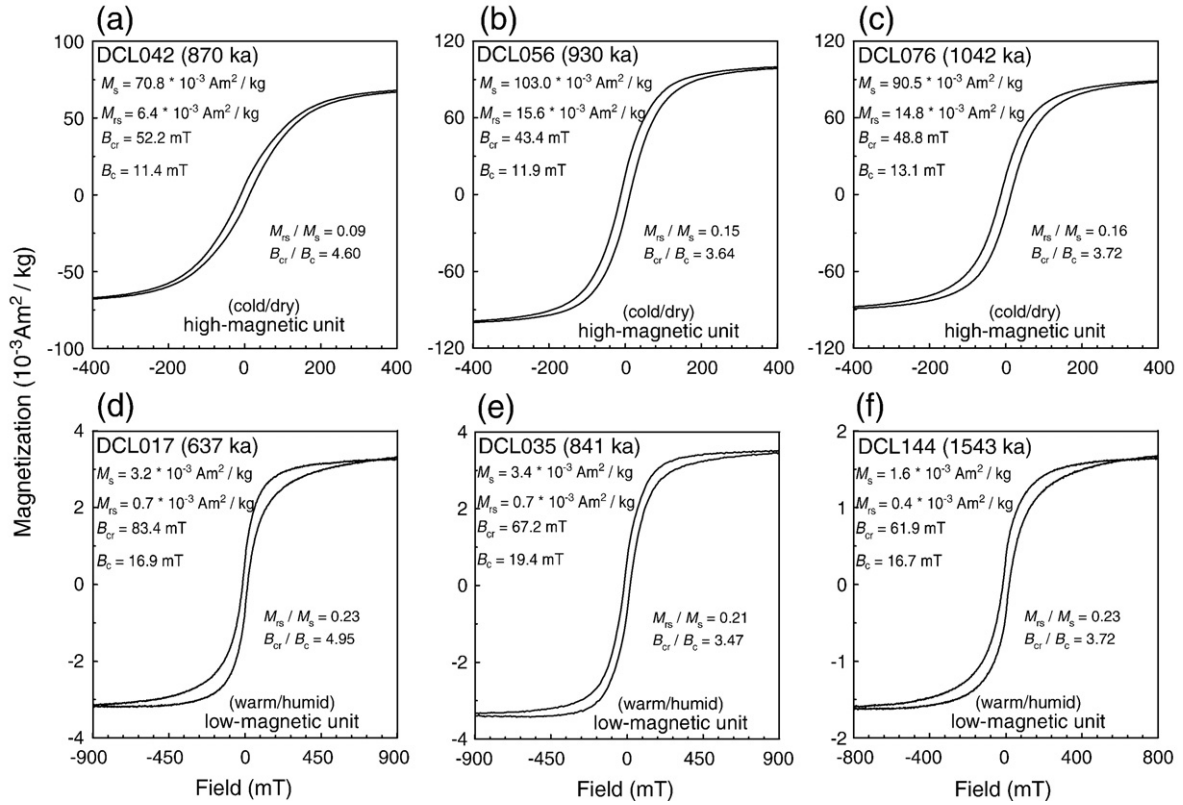 (a)
DCL042 (870 ka)
Ms = 70.8 * 10-3 Am2 / kg
Mrs = 6.4 * 10-3 Am2 / kg
Bcr = 52.2 mT
Bc = 11.4 mT
Mrs / Ms = 0.09
Bcr / Bc = 4.60
(cold/dry)
high-magnetic unit
100
50
0
-50
-100
-400
-200
0
200
400
(b)
DCL056 (930 ka)
Ms = 103.0 * 10-3 Am2 / kg
Mrs = 15.6 * 10-3 Am2 / kg
Bcr = 43.4 mT
Bc = 11.9 mT
Mrs / Ms = 0.15
Bcr / Bc = 3.64
(cold/dry)
high-magnetic unit
120
60
0
-60
-120
-400
-200
0
200
400
(c)
DCL076 (1042 ka)
Ms = 90.5 * 10-3 Am2 / kg
Mrs = 14.8 * 10-3 Am2 / kg
Bcr = 48.8 mT
Bc = 13.1 mT
Mrs / Ms = 0.16
Bcr / Bc = 3.72
(cold/dry)
high-magnetic unit
120
60
0
-60
-120
-400
-200
0
200
400
Magnetization (10-3Am2 / kg)
(d)
DCL017 (637 ka)
Ms = 3.2 * 10-3 Am2 / kg
Mrs = 0.7 * 10-3 Am2 / kg
Bcr = 83.4 mT
Bc = 16.9 mT
Mrs / Ms = 0.23
Bcr / Bc = 4.95
(warm/humid)
low-magnetic unit
4
2
0
-2
-4
-900
-450
0
450
900
Field (mT)
(e)
DCL035 (841 ka)
Ms = 3.4 * 10-3 Am2 / kg
Mrs = 0.7 * 10-3 Am2 / kg
Bcr = 67.2 mT
Bc = 19.4 mT
Mrs / Ms = 0.21
Bcr / Bc = 3.47
(warm/humid)
low-magnetic unit
4
2
0
-2
-4
-900
-450
0
450
900
Field (mT)
(f)
DCL144 (1543 ka)
Ms = 1.6 * 10-3 Am2 / kg
Mrs = 0.4 * 10-3 Am2 / kg
Bcr = 61.9 mT
Bc = 16.7 mT
Mrs / Ms = 0.23
Bcr / Bc = 3.72
(warm/humid)
low-magnetic unit
2
1
0
-1
-2
-800
-400
0
400
800
Field (mT)